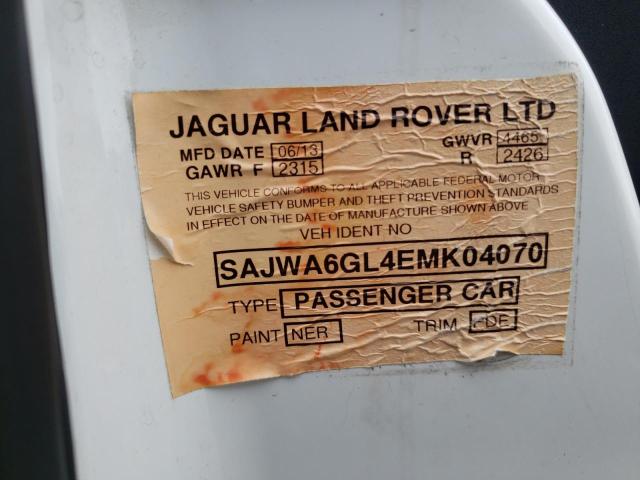 JAGUAR LAND ROVER LTD
MFD DATE 06/13 GWVR 4465
GAWR F 2315 R 2426
THIS VEHICLE CONFORMS TO ALL APPLICABLE FEDERAL MOTOR
VEHICLE SAFETY BUMPER AND THEFT PREVENTION STANDARDS
IN EFFECT ON THE DATE OF MANUFACTURE SHOWN ABOVE
VEH IDENT NO
SAJWA6GL4EMK04070
TYPE PASSENGER CAR
PAINT NER TRIM